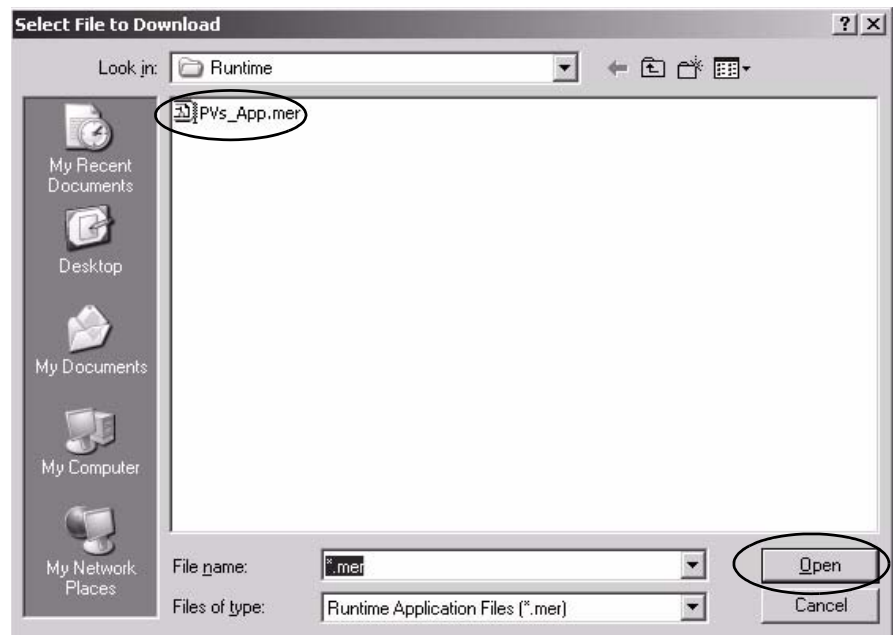 Select File to Download
Look in: Runtime
PVs_App.mer
My Recent
Documents
Desktop
My Documents
My Computer
My Network
Places
File name: *.mer
Open
Files of type: Runtime Application Files (*.mer)
Cancel